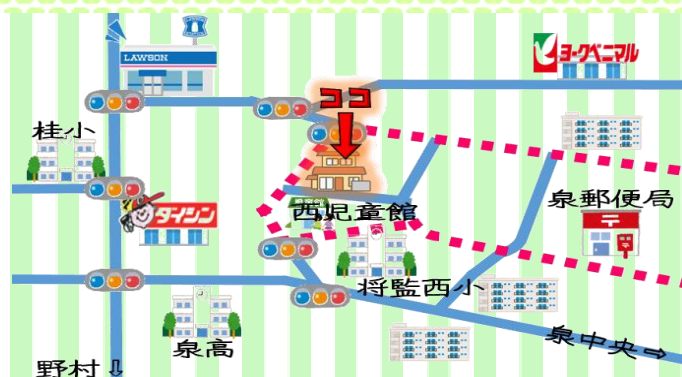 LAWSON
ヨークベニマル
ココ
桂小
タイシン
西児童館
泉郵便局
〒
将監西小
泉高
泉中央⇒
野村⇩